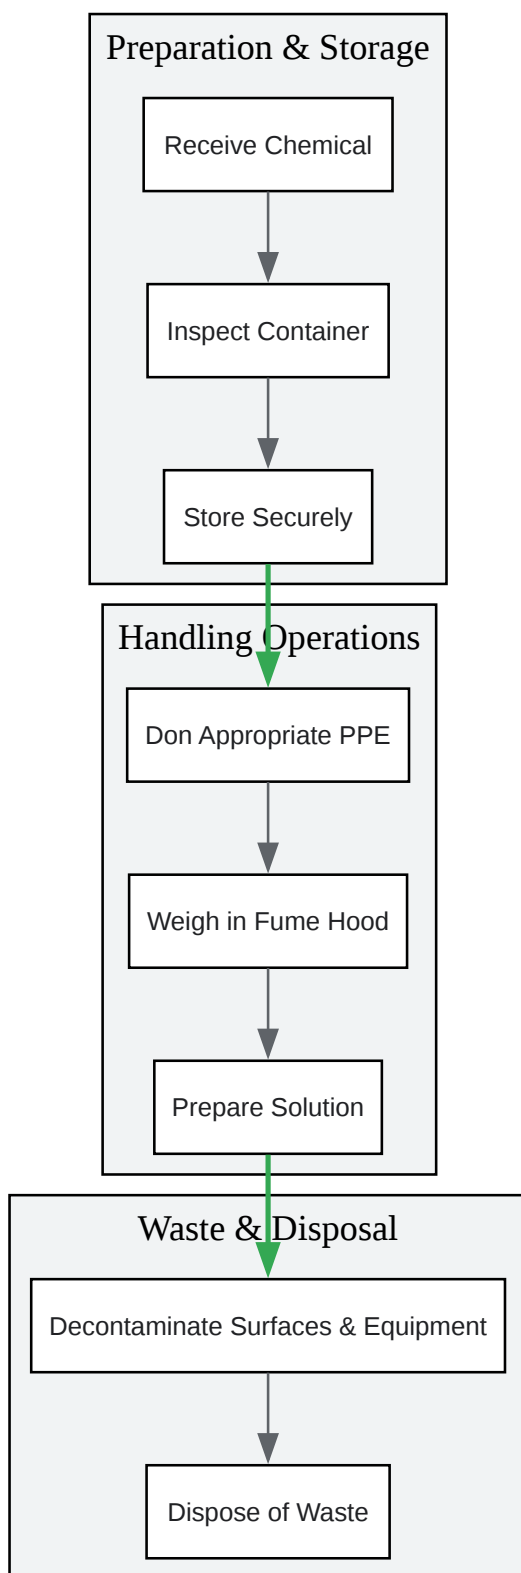 Preparation & Storage
Receive Chemical
Inspect Container
Store Securely
Handling Operations
Don Appropriate PPE
Weigh in Fume Hood
Prepare Solution
Waste & Disposal
Decontaminate Surfaces & Equipment
Dispose of Waste